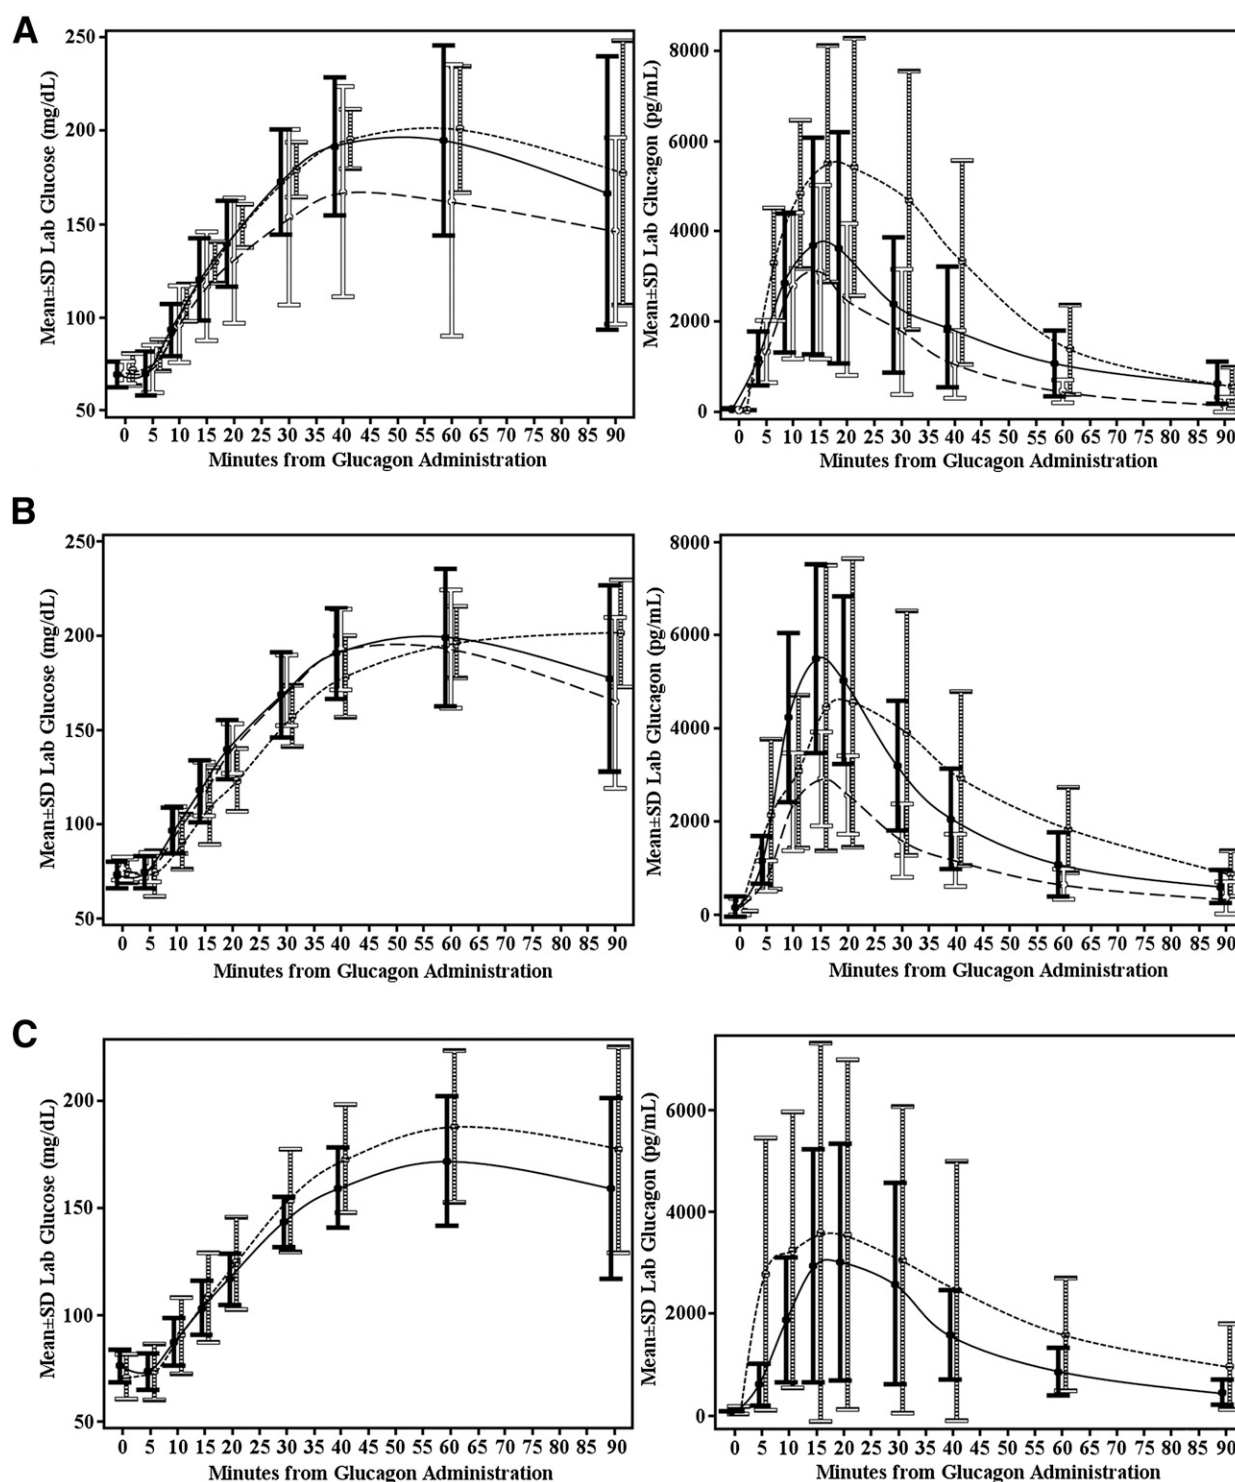 A
Mean±SD Lab Glucose (mg/dL)
250
200
150
100
50
0 5 10 15 20 25 30 35 40 45 50 55 60 65 70 75 80 85 90
Minutes from Glucagon Administration
Mean±SD Lab Glucagon (pg/mL)
8000
6000
4000
2000
0
0 5 10 15 20 25 30 35 40 45 50 55 60 65 70 75 80 85 90
Minutes from Glucagon Administration
B
Mean±SD Lab Glucose (mg/dL)
250
200
150
100
50
0 5 10 15 20 25 30 35 40 45 50 55 60 65 70 75 80 85 90
Minutes from Glucagon Administration
Mean±SD Lab Glucagon (pg/mL)
8000
6000
4000
2000
0
0 5 10 15 20 25 30 35 40 45 50 55 60 65 70 75 80 85 90
Minutes from Glucagon Administration
C
Mean±SD Lab Glucose (mg/dL)
200
150
100
50
0 5 10 15 20 25 30 35 40 45 50 55 60 65 70 75 80 85 90
Minutes from Glucagon Administration
Mean±SD Lab Glucagon (pg/mL)
6000
4000
2000
0
0 5 10 15 20 25 30 35 40 45 50 55 60 65 70 75 80 85 90
Minutes from Glucagon Administration